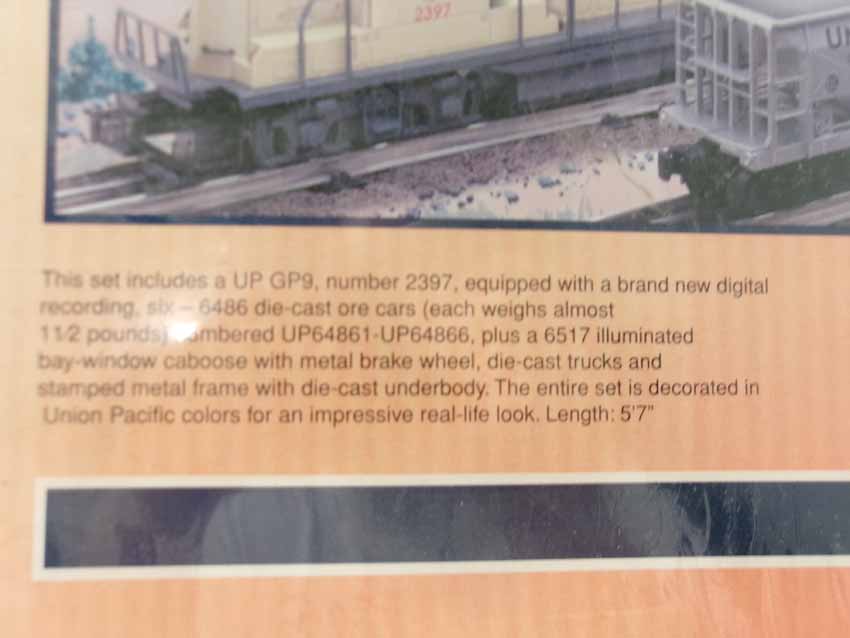 2397
UN
This set includes a UP GP9, number 2397, equipped with a brand new digital
recording, six – 6486 die-cast ore cars (each weighs almost
1 1/2 pounds) numbered UP64861-UP64866, plus a 6517 illuminated
bay-window caboose with metal brake wheel, die-cast trucks and
stamped metal frame with die-cast underbody. The entire set is decorated in
Union Pacific colors for an impressive real-life look. Length: 5'7"